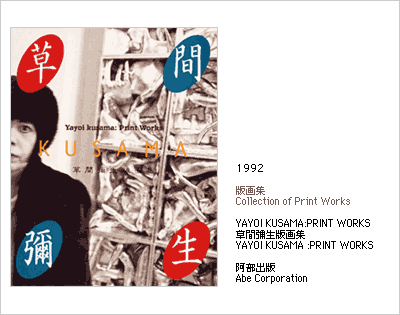 草 間
Yayoi kusama: Print Works
KUSAMA
彌 生
1992
版画集
Collection of Print Works
YAYOI KUSAMA:PRINT WORKS
草間彌生版画集
YAYOI KUSAMA :PRINT WORKS
阿部出版
Abe Corporation